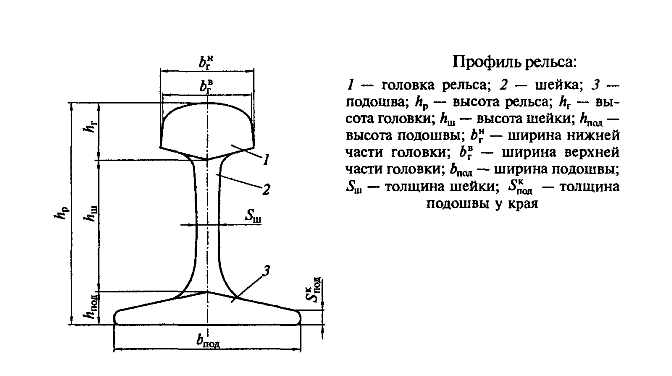 Профиль рельса:
1 — головка рельса; 2 — шейка; 3 —
подошва; hр — высота рельса; hг — вы-
сота головки; hш — высота шейки; hпод —
высота подошвы; bгн — ширина нижней
части головки; bгв — ширина верхней
части головки; bпод — ширина подошвы;
Sш — толщина шейки; Sподк — толщина
подошвы у края
bгн
bгв
hг
1
2
hш
hр
Sш
3
hпод
Sподк
bпод